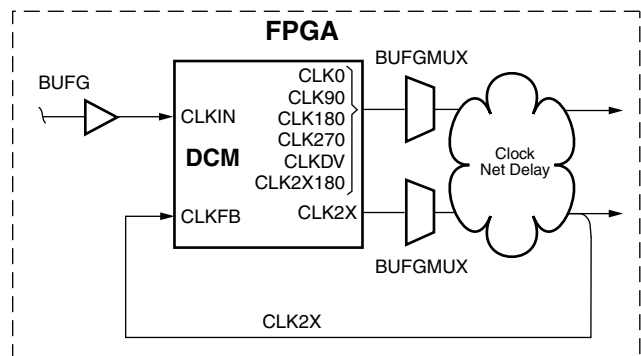 FPGA
BUFG
BUFGMUX
CLK0
CLK90
CLK180
CLK270
CLKDV
CLK2X180
CLK2X
CLKIN
DCM
CLKFB
Clock
Net Delay
BUFGMUX
CLK2X